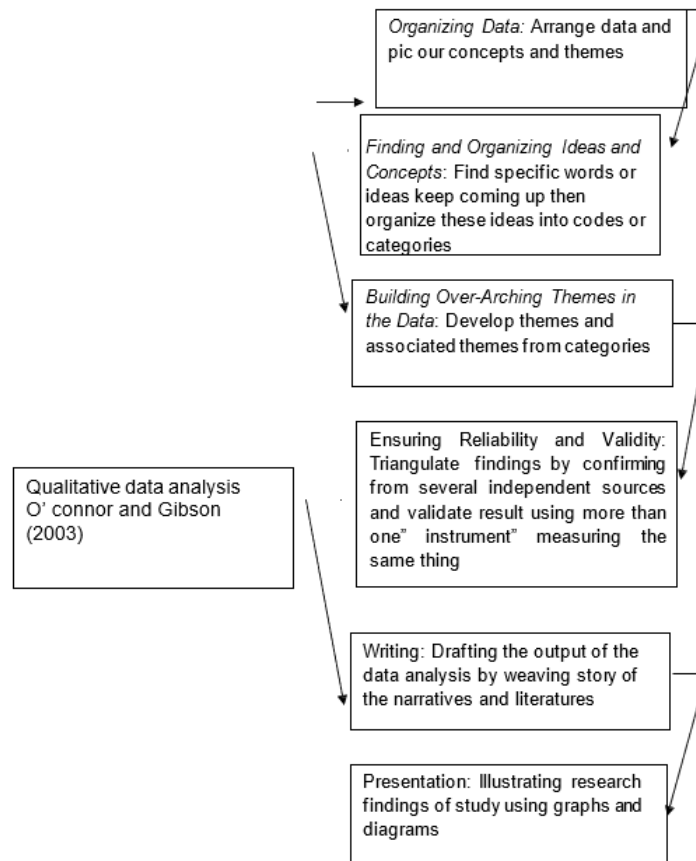 Organizing Data: Arrange data and
pic our concepts and themes
Finding and Organizing Ideas and
Concepts: Find specific words or
ideas keep coming up then
organize these ideas into codes or
categories
Building Over-Arching Themes in
the Data: Develop themes and
associated themes from categories
Ensuring Reliability and Validity:
Triangulate findings by confirming
from several independent sources
and validate result using more than
one” instrument” measuring the
same thing
Qualitative data analysis
O’ connor and Gibson
(2003)
Writing: Drafting the output of the
data analysis by weaving story of
the narratives and literatures
Presentation: Illustrating research
findings of study using graphs and
diagrams